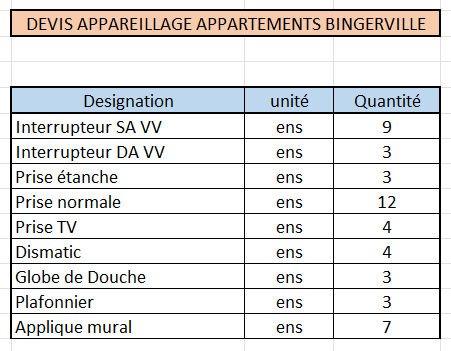 DEVIS APPAREILLAGE APPARTEMENTS BINGERVILLE
Designation unité Quantité
Interrupteur SA VV ens 9
Interrupteur DA VV ens 3
Prise étanche ens 3
Prise normale ens 12
Prise TV ens 4
Dismatic ens 4
Globe de Douche ens 3
Plafonnier ens 3
Applique mural ens 7